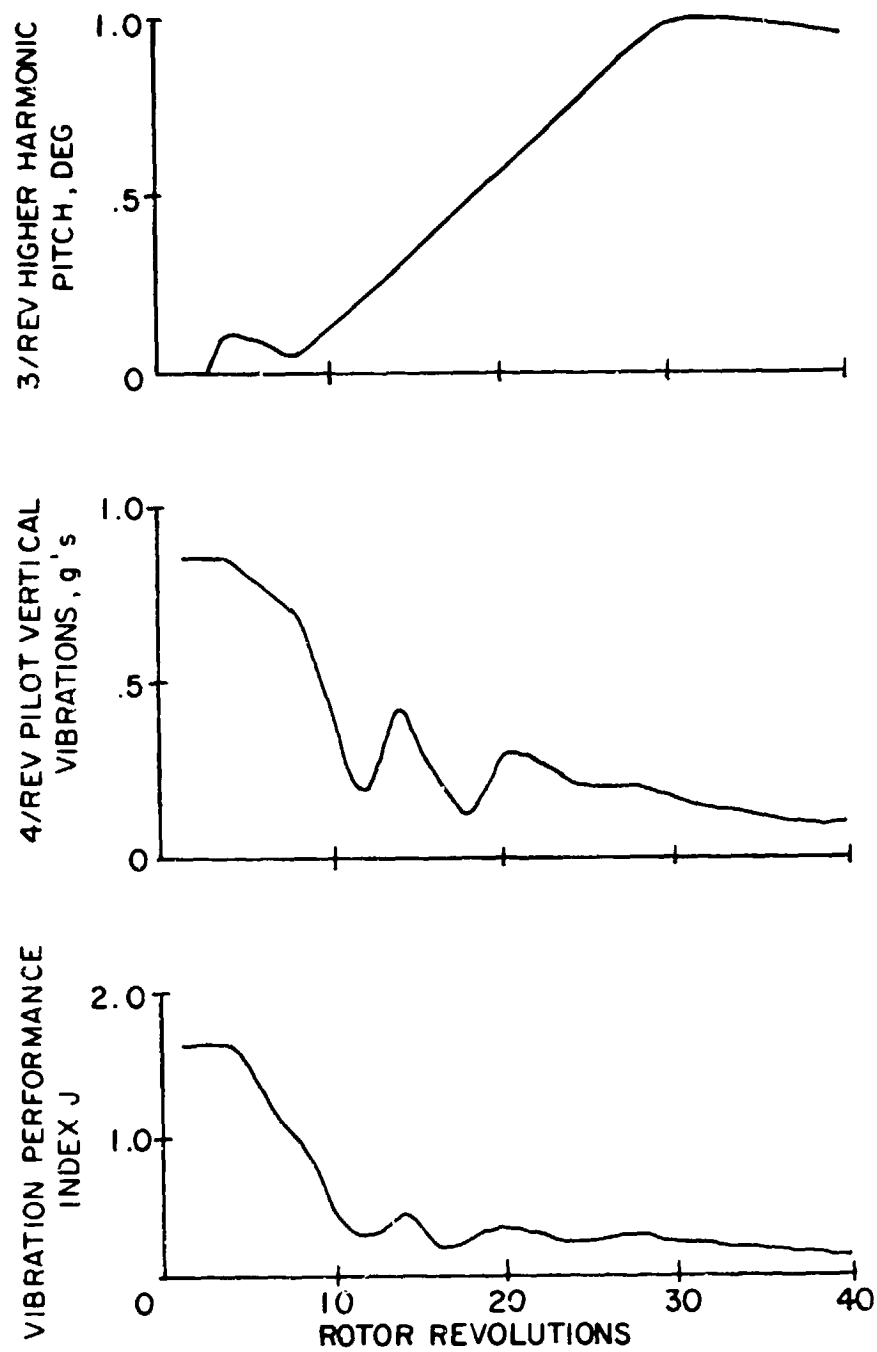 3/REV HIGHER HARMONIC
PITCH, DEG
1.0
.5
0
4/REV PILOT VERTICAL
VIBRATIONS, g's
1.0
.5
0
VIBRATION PERFORMANCE
INDEX J
2.0
1.0
0 10 20 30 40
ROTOR REVOLUTIONS